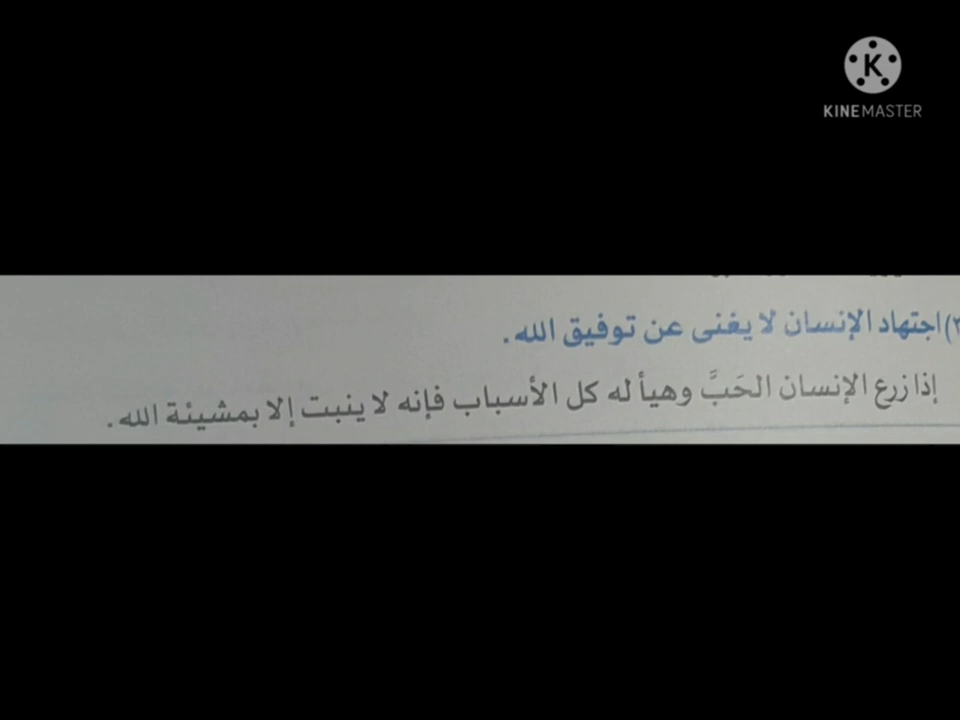 KINEMASTER
٣) اجتهاد الإنسان لا يغنى عن توفيق الله .
إذا زرع الإنسان الحَبَّ وهيأ له كل الأسباب فإنه لا ينبت إلا بمشيئة الله .